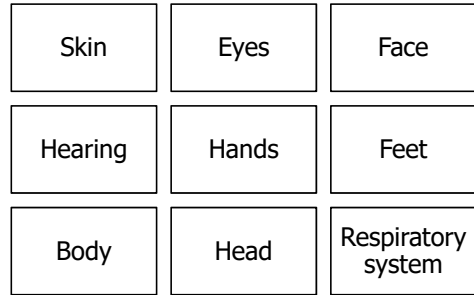 Skin
Eyes
Face
Hearing
Hands
Feet
Body
Head
Respiratory
system